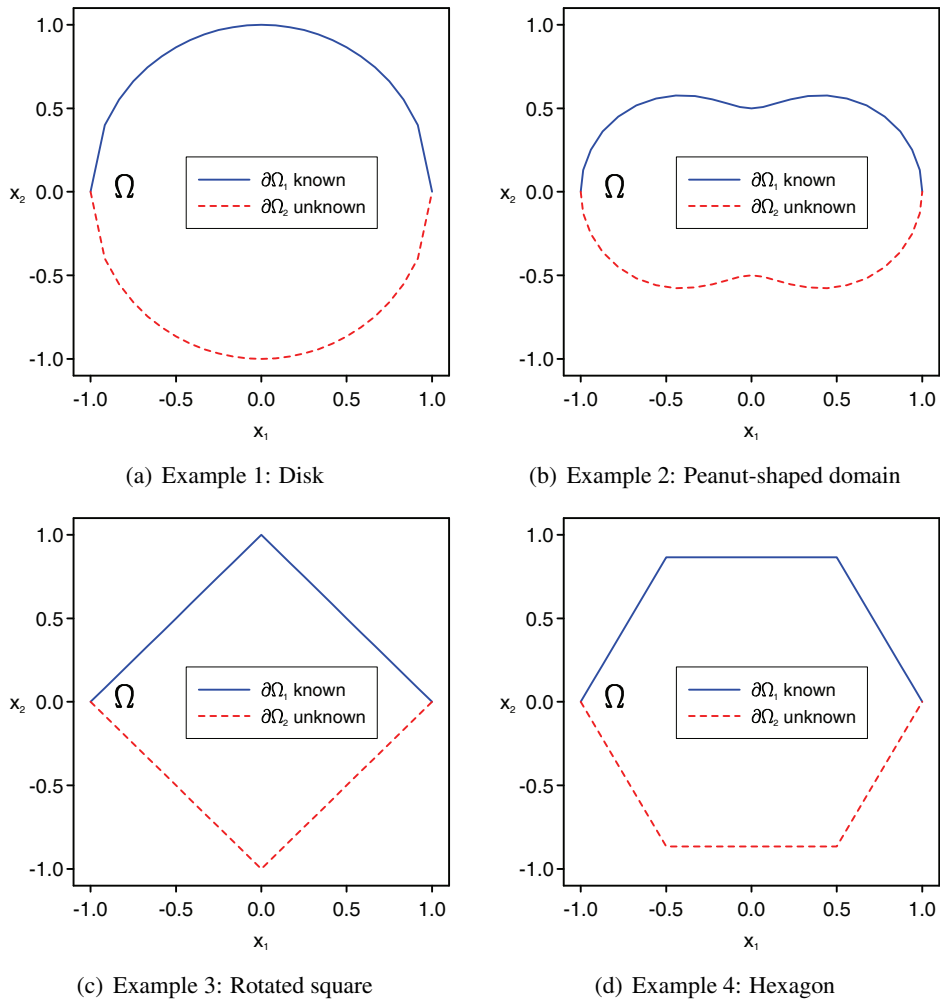 1.0
0.5
0.0
-0.5
-1.0
x₂
Ω
∂Ω₁ known
∂Ω₂ unknown
-1.0 -0.5 0.0 0.5 1.0
x₁
(a) Example 1: Disk
1.0
0.5
0.0
-0.5
-1.0
x₂
Ω
∂Ω₁ known
∂Ω₂ unknown
-1.0 -0.5 0.0 0.5 1.0
x₁
(b) Example 2: Peanut-shaped domain
1.0
0.5
0.0
-0.5
-1.0
x₂
Ω
∂Ω₁ known
∂Ω₂ unknown
-1.0 -0.5 0.0 0.5 1.0
x₁
(c) Example 3: Rotated square
1.0
0.5
0.0
-0.5
-1.0
x₂
Ω
∂Ω₁ known
∂Ω₂ unknown
-1.0 -0.5 0.0 0.5 1.0
x₁
(d) Example 4: Hexagon